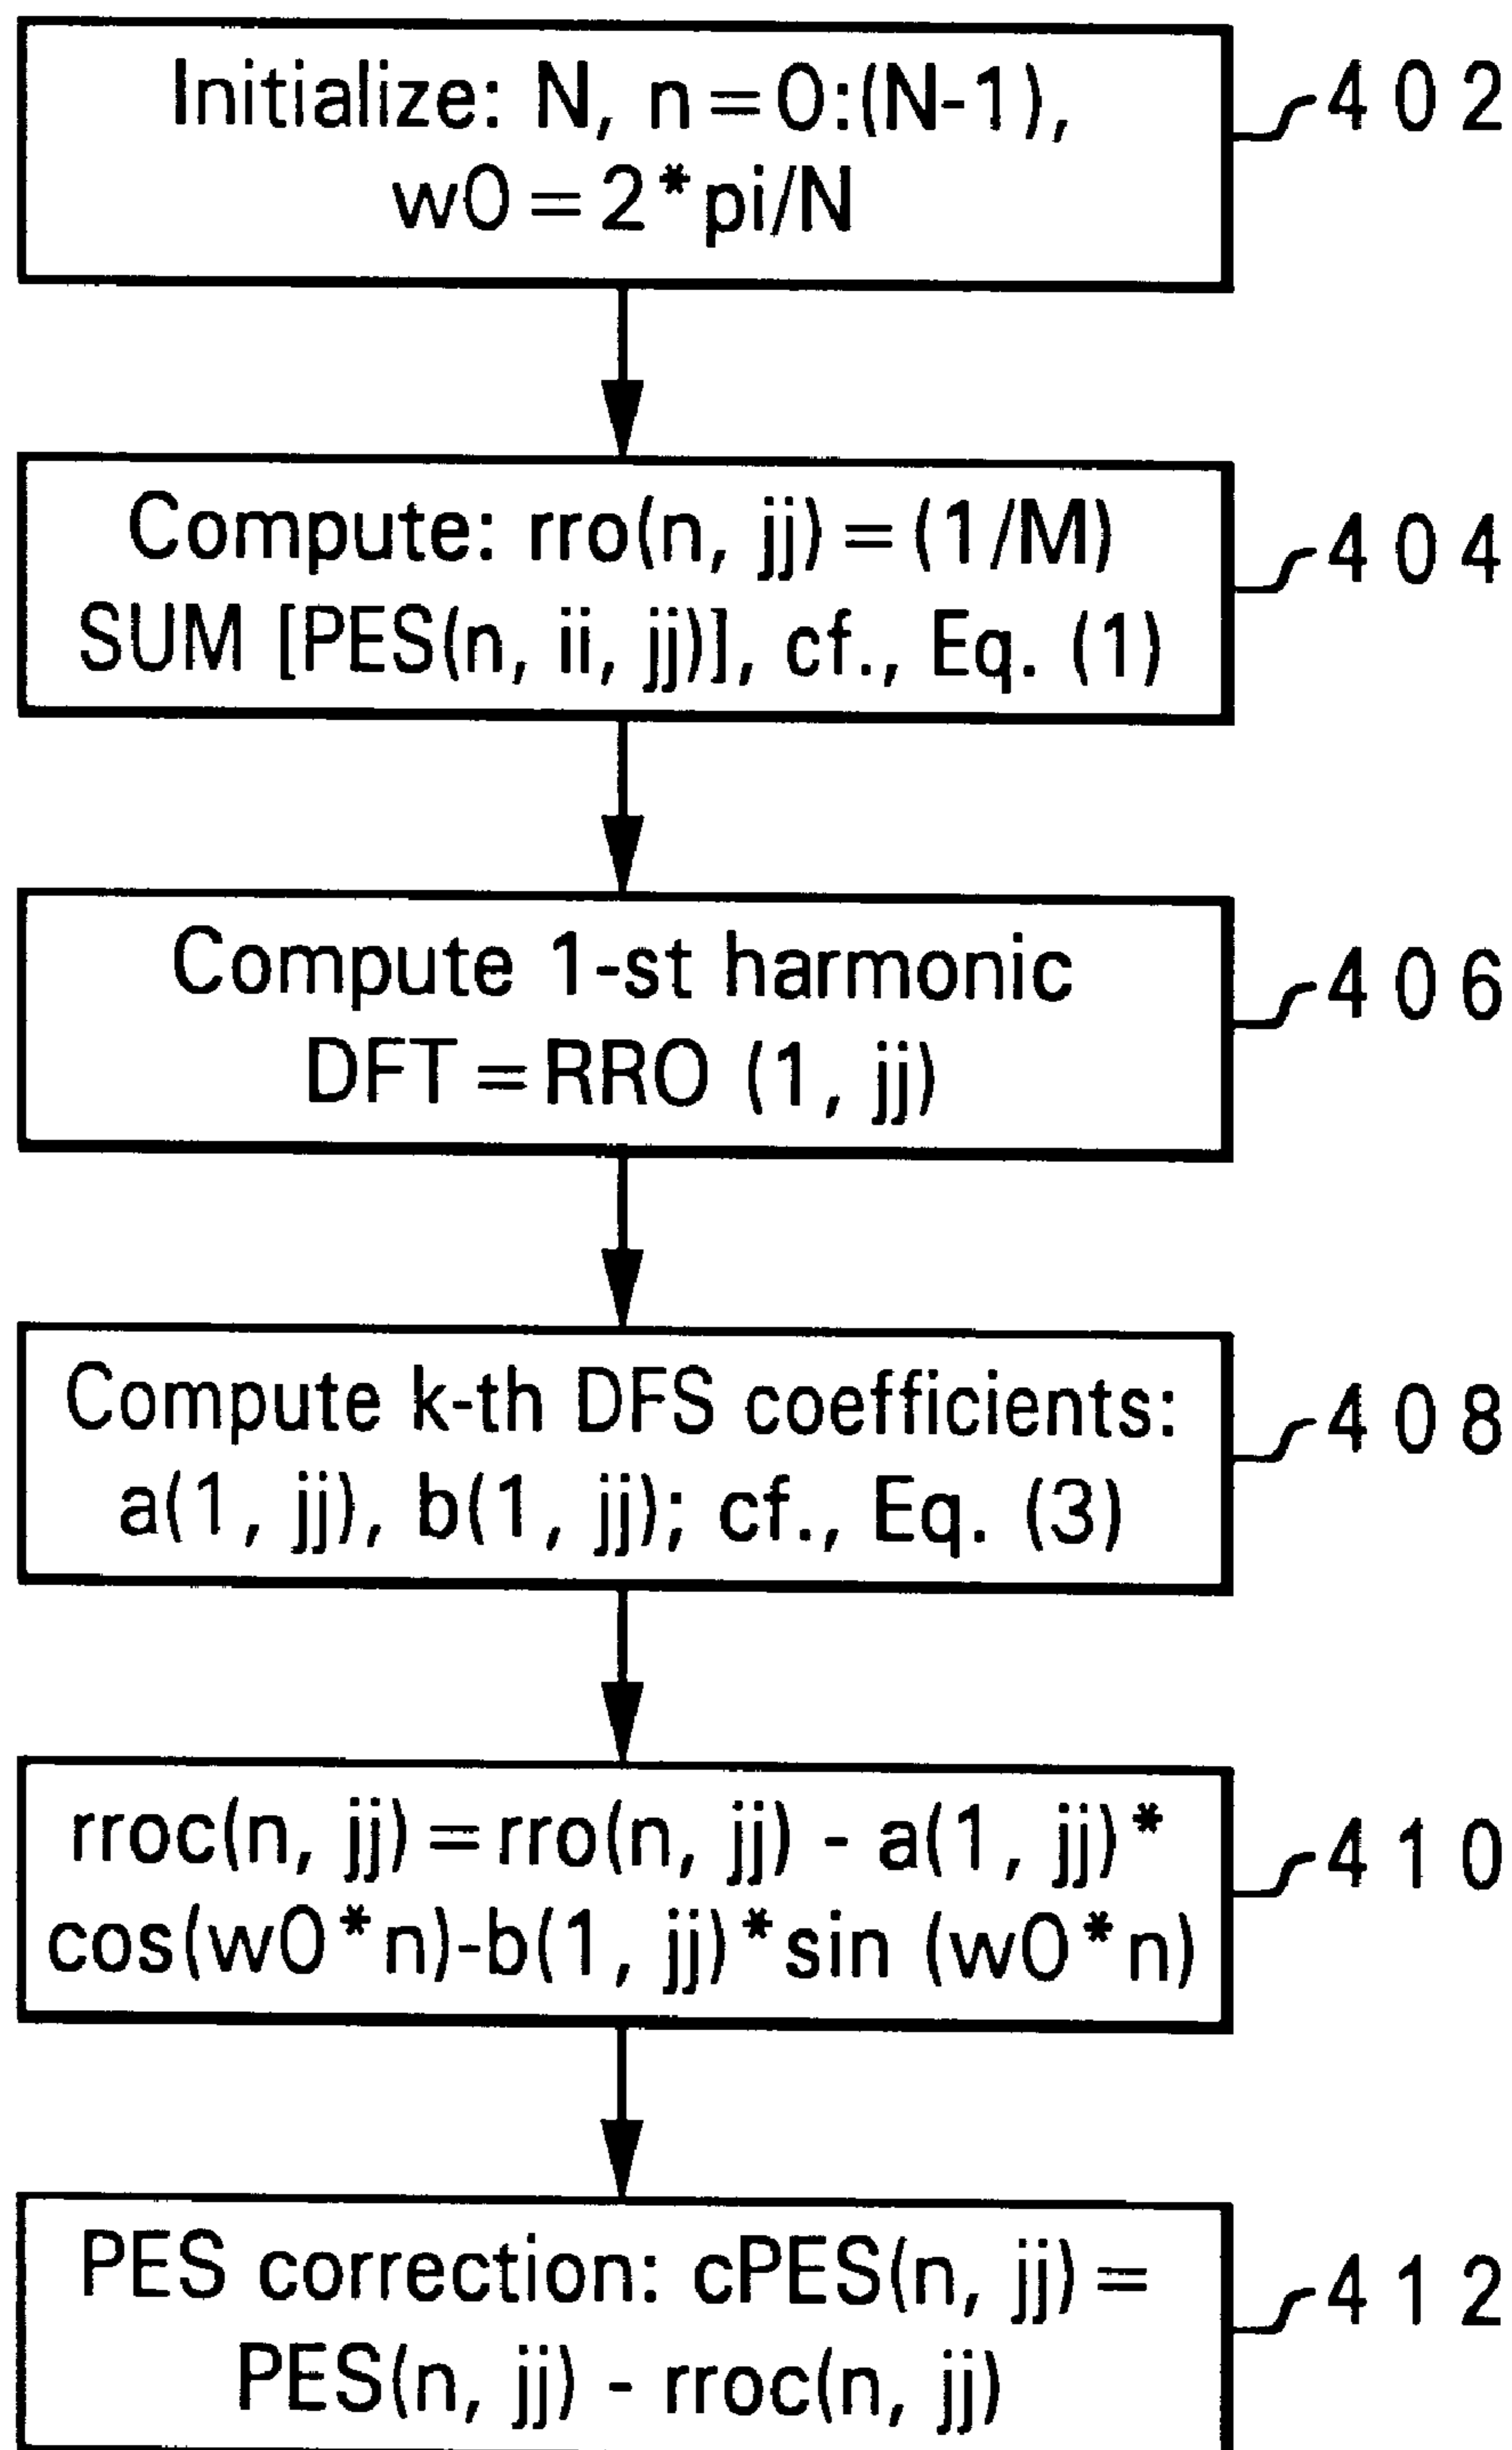 Initialize: N, n=0:(N-1),
w0=2*pi/N
402
Compute: rro(n, jj)=(1/M)
SUM [PES(n, ii, jj)], cf., Eq. (1)
404
Compute 1-st harmonic
DFT=RRO (1, jj)
406
Compute k-th DFS coefficients:
a(1, jj), b(1, jj); cf., Eq. (3)
408
rroc(n, jj)=rro(n, jj) - a(1, jj)*
cos(w0*n)-b(1, jj)*sin (w0*n)
410
PES correction: cPES(n, jj)=
PES(n, jj) - rroc(n, jj)
412